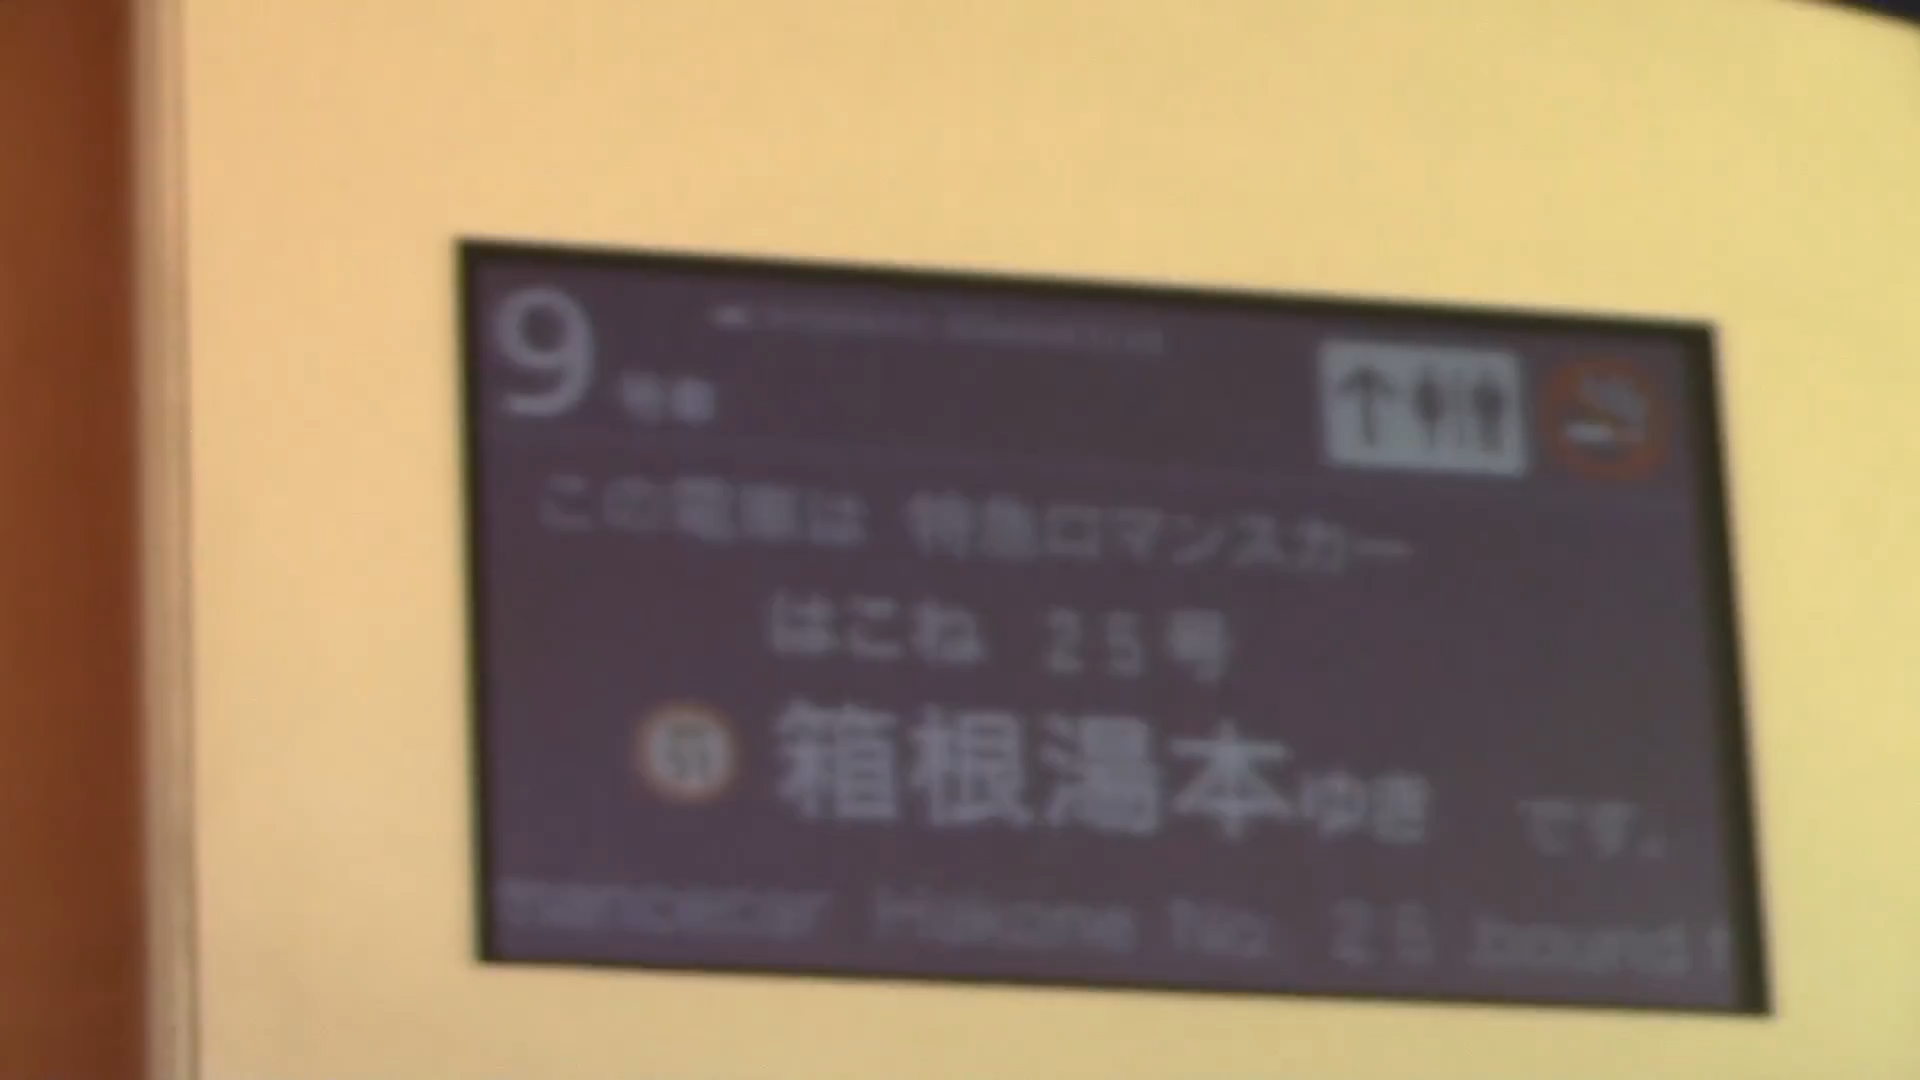 9 号車
この電車は 特急ロマンスカー
はこね 25号
箱根湯本ゆき です。
mancecar Hakone No. 25 bound t